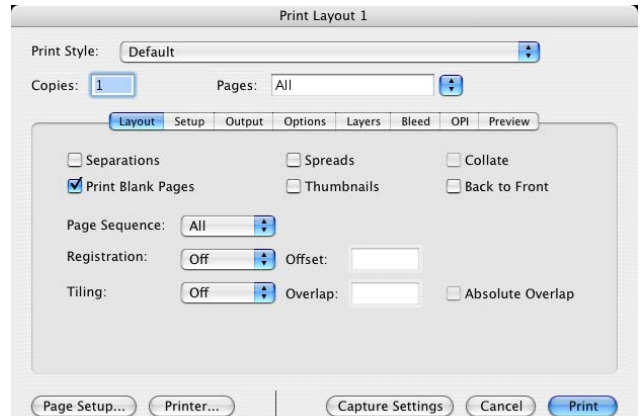 Print Layout 1
Print Style: Default
Copies: 1 Pages: All
Layout Setup Output Options Layers Bleed OPI Preview
Separations Spreads Collate
Print Blank Pages Thumbnails Back to Front
Page Sequence: All
Registration: Off Offset:
Tiling: Off Overlap: Absolute Overlap
Page Setup... Printer... Capture Settings Cancel Print